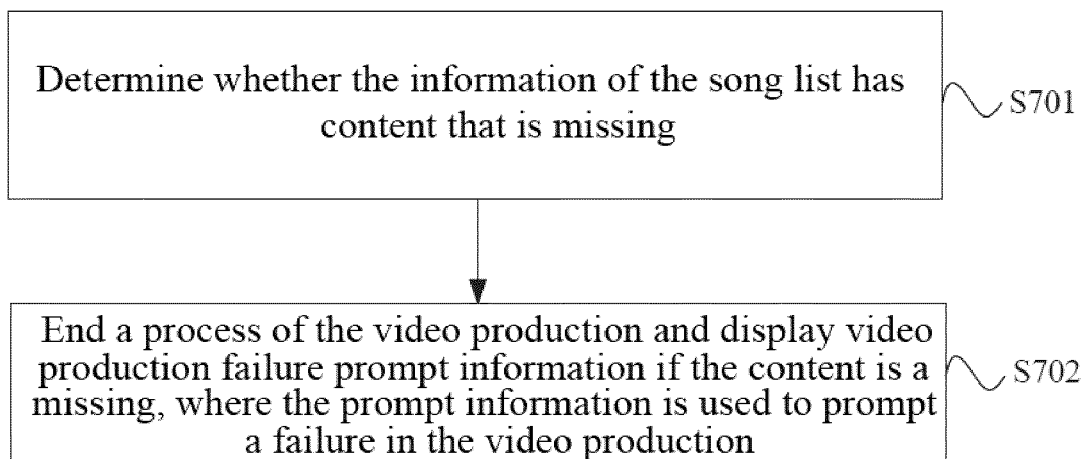 Determine whether the information of the song list has
content that is missing
S701
End a process of the video production and display video
production failure prompt information if the content is a
missing, where the prompt information is used to prompt
a failure in the video production
S702